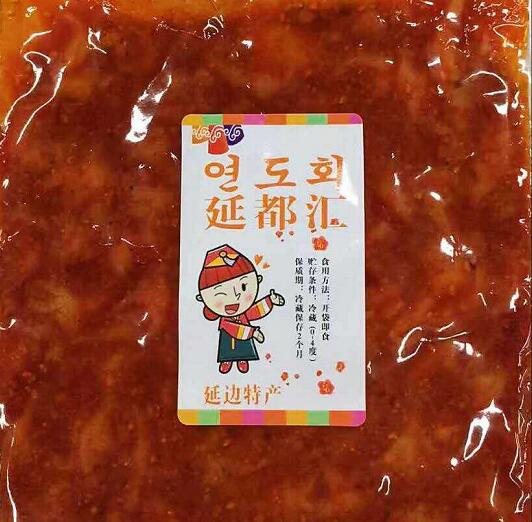 연도회
延都汇
食用方法：开袋即食
贮存条件：冷藏(0-4度)
保质期：冷藏保存2个月
延边特产